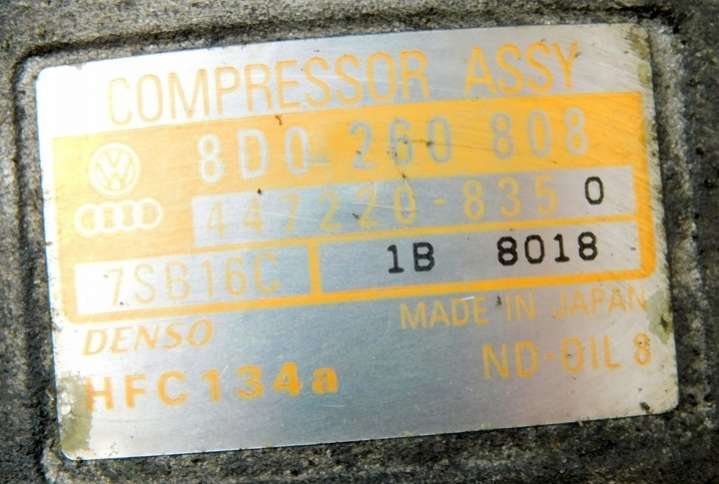 COMPRESSOR ASSY
8D0 260 808
447220-835 0
7SB16C 1B 8018
DENSO MADE IN JAPAN
HFC134a ND-OIL 8